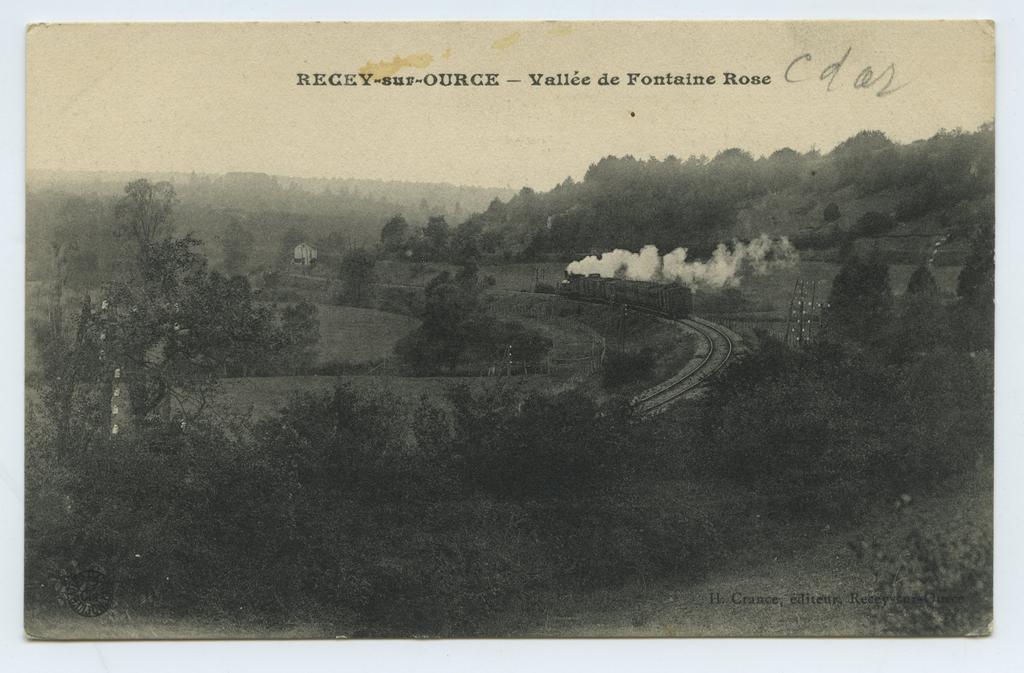 RECEY-sur-OURCE — Vallée de Fontaine Rose
H. Crance, éditeur, Recey-sur-Ource